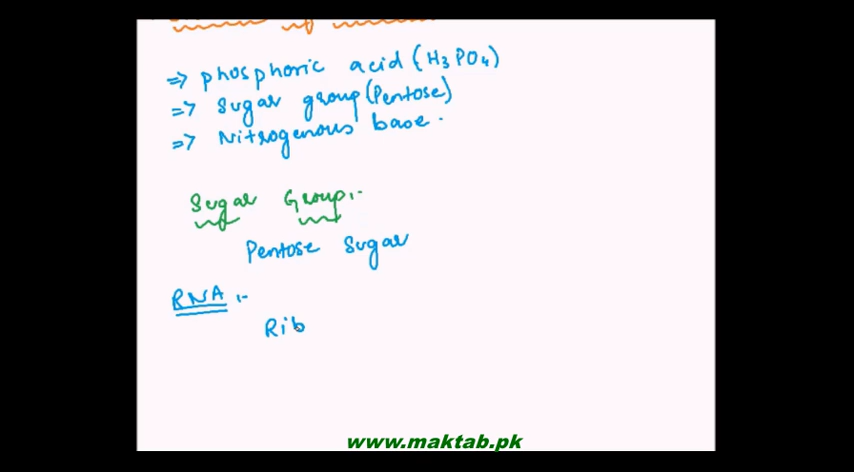 => phosphoric acid (H3PO4)
=> Sugar group (Pentose)
=> Nitrogenous base.
Sugar Group:-
Pentose Sugar
RNA :-
Rib
www.maktab.pk